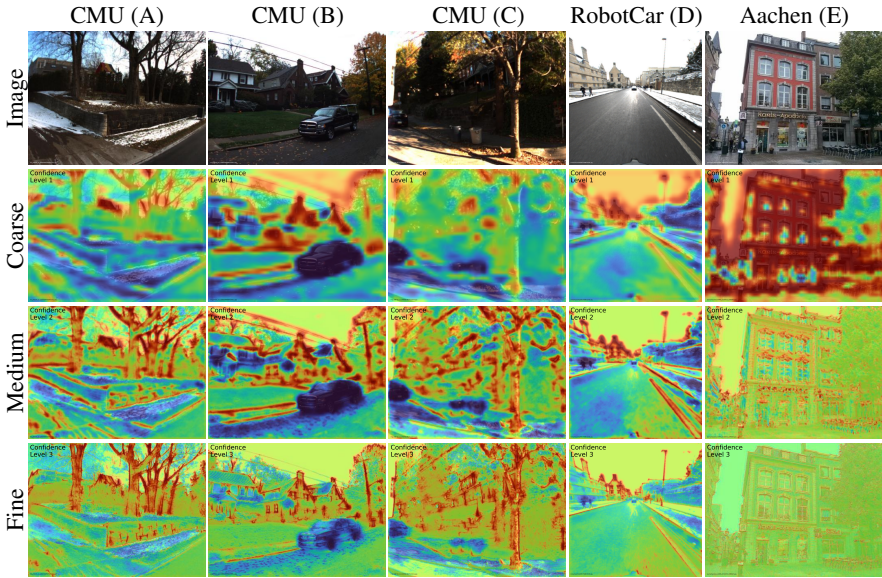 CMU (A) CMU (B) CMU (C) RobotCar (D) Aachen (E)
Image
Coarse
Confidence
Level 1
Confidence
Level 1
Confidence
Level 1
Confidence
Level 1
Confidence
Level 1
Medium
Confidence
Level 2
Confidence
Level 2
Confidence
Level 2
Confidence
Level 2
Confidence
Level 2
Fine
Confidence
Level 3
Confidence
Level 3
Confidence
Level 3
Confidence
Level 3
Confidence
Level 3